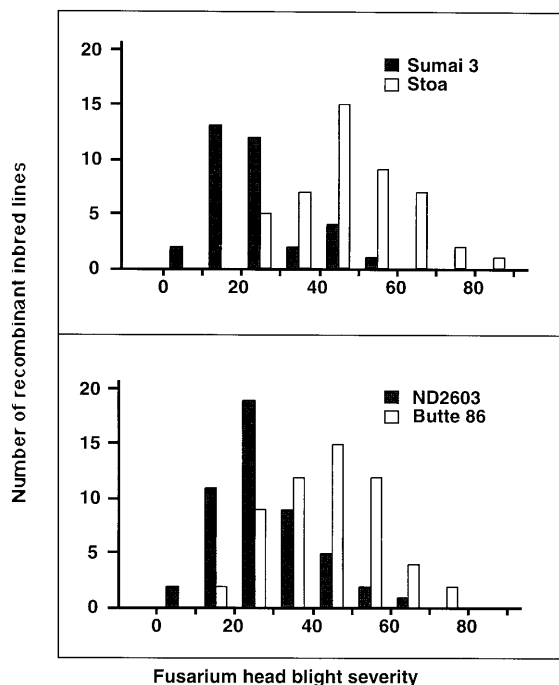 Number of recombinant inbred lines
20
15
10
5
0
Sumai 3
Stoa
0 20 40 60 80
20
15
10
5
0
ND2603
Butte 86
0 20 40 60 80
Fusarium head blight severity